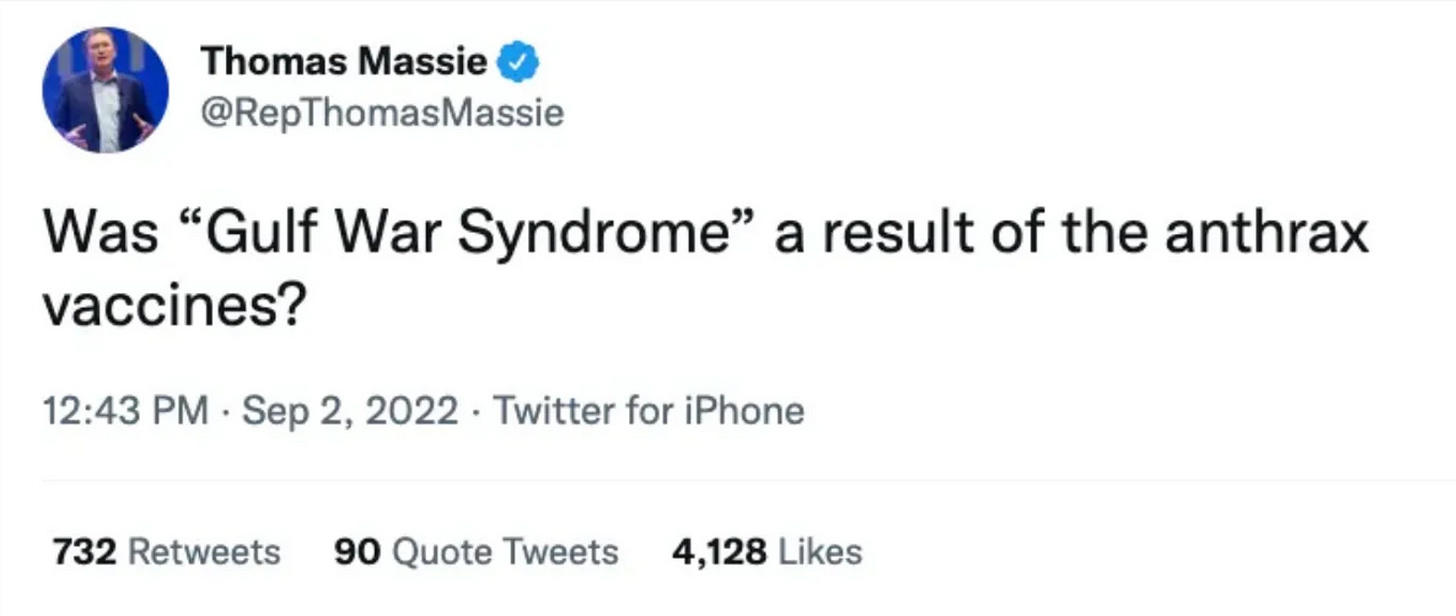 Thomas Massie
@RepThomasMassie
Was “Gulf War Syndrome” a result of the anthrax
vaccines?
12:43 PM · Sep 2, 2022 · Twitter for iPhone
732 Retweets 90 Quote Tweets 4,128 Likes